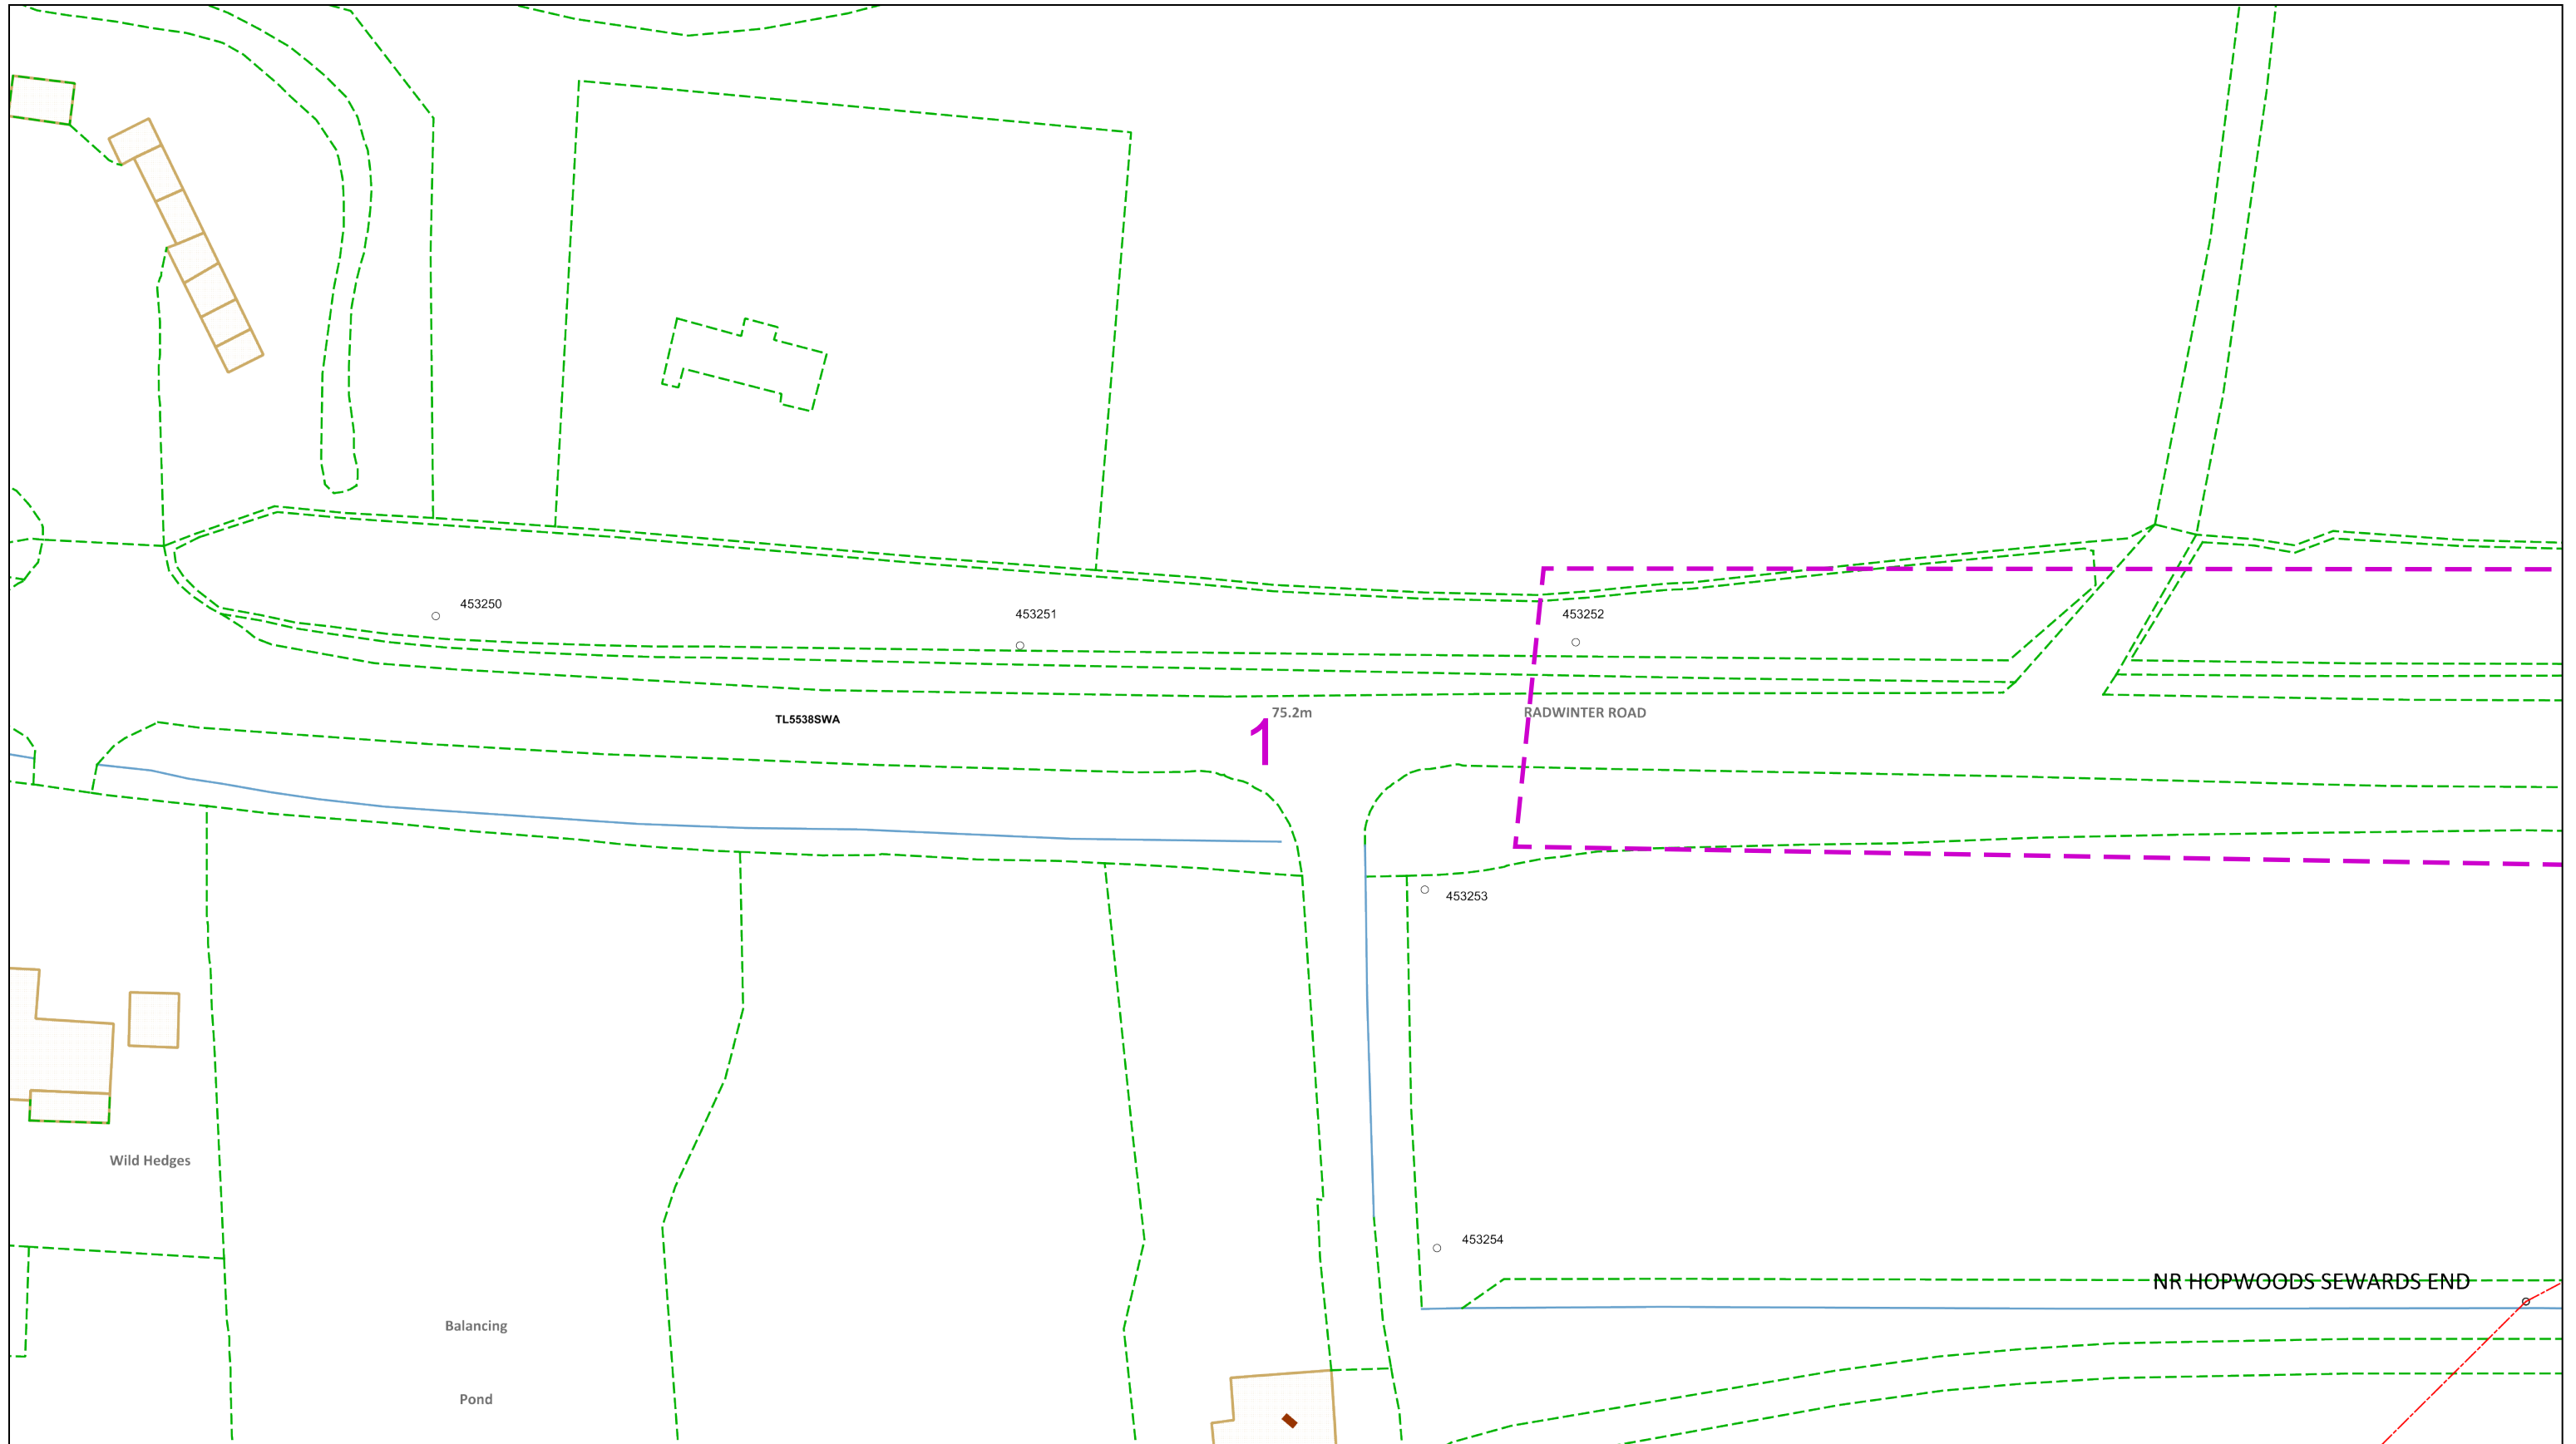 453250
453251
453252
TL5538SWA
75.2m
RADWINTER ROAD
1
453253
Wild Hedges
453254
NR HOPWOODS SEWARDS END
Balancing
Pond